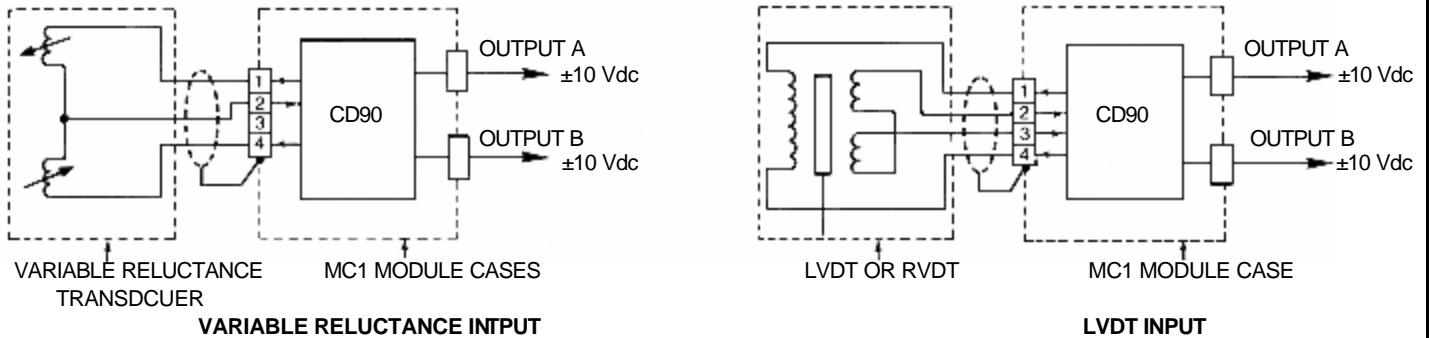 OUTPUT A
±10 Vdc
1
2
3
4
CD90
OUTPUT B
±10 Vdc
VARIABLE RELUCTANCE
TRANSDCUER
MC1 MODULE CASES
VARIABLE RELUCTANCE INTPUT
OUTPUT A
±10 Vdc
1
2
3
4
CD90
OUTPUT B
±10 Vdc
LVDT OR RVDT
MC1 MODULE CASE
LVDT INPUT